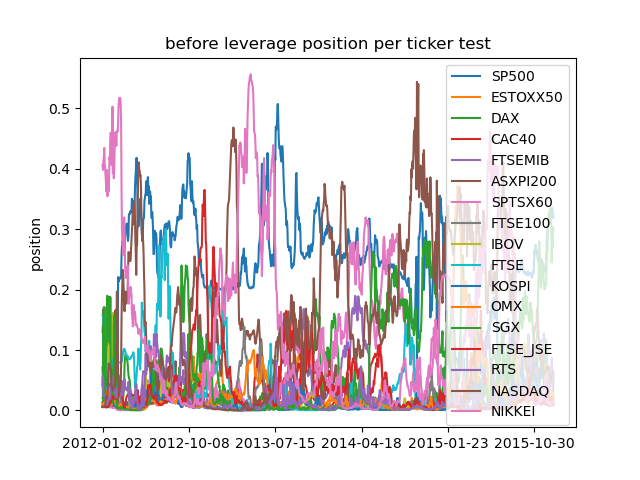 before leverage position per ticker test
position
0.5
0.4
0.3
0.2
0.1
0.0
2012-01-02 2012-10-08 2013-07-15 2014-04-18 2015-01-23 2015-10-30
SP500
ESTOXX50
DAX
CAC40
FTSEMIB
ASXPI200
SPTSX60
FTSE100
IBOV
FTSE
KOSPI
OMX
SGX
FTSE_JSE
RTS
NASDAQ
NIKKEI